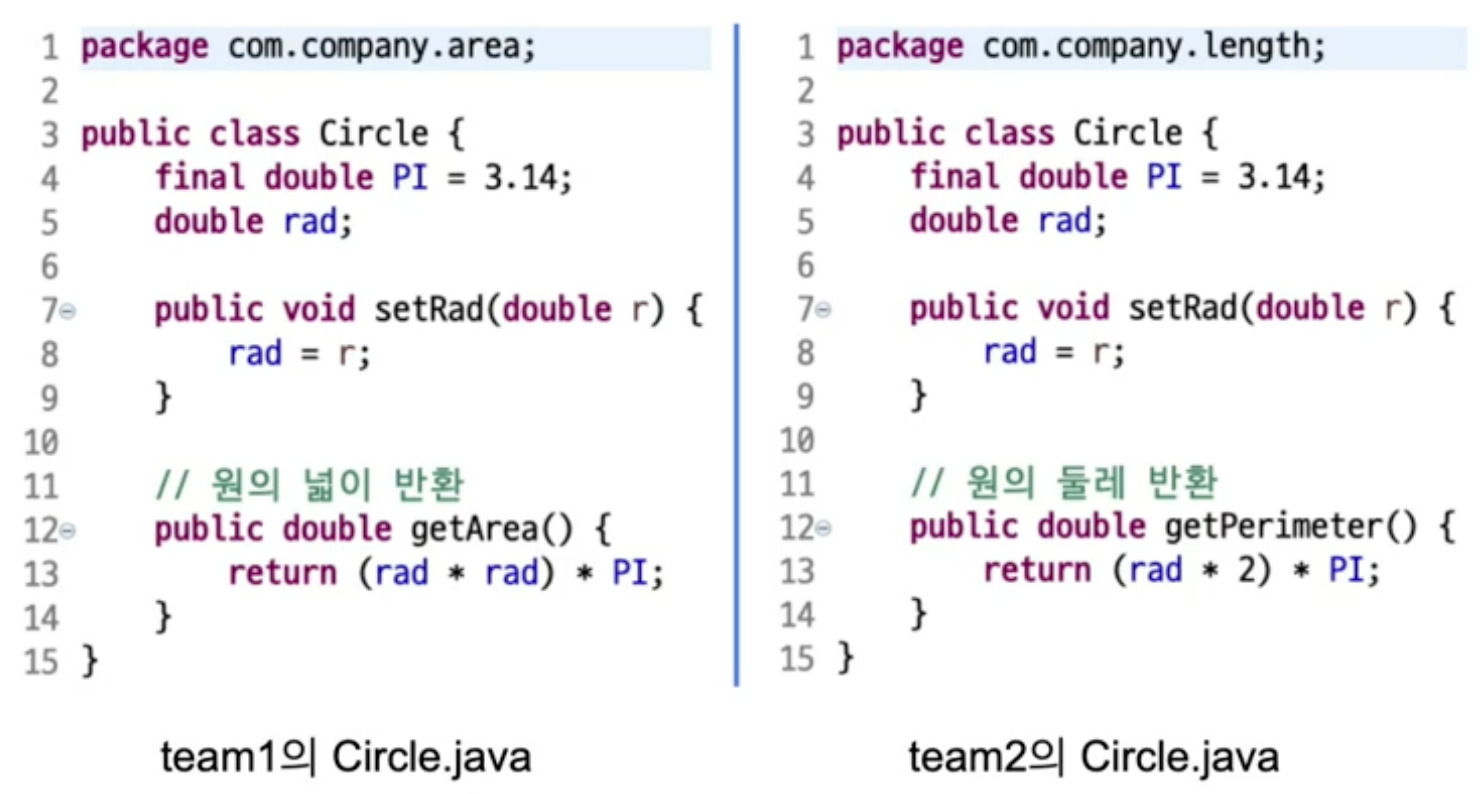 1 package com.company.area;
2
3 public class Circle {
4     final double PI = 3.14;
5     double rad;
6
7     public void setRad(double r) {
8         rad = r;
9     }
10
11     // 원의 넓이 반환
12     public double getArea() {
13         return (rad * rad) * PI;
14     }
15 }
team1의 Circle.java
1 package com.company.length;
2
3 public class Circle {
4     final double PI = 3.14;
5     double rad;
6
7     public void setRad(double r) {
8         rad = r;
9     }
10
11     // 원의 둘레 반환
12     public double getPerimeter() {
13         return (rad * 2) * PI;
14     }
15 }
team2의 Circle.java